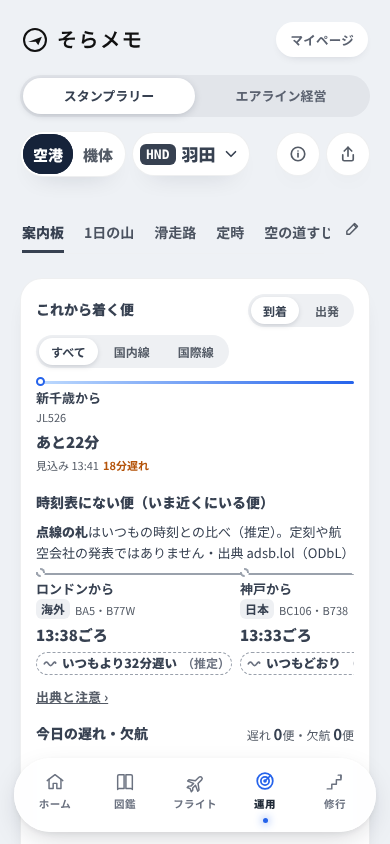 そらメモ
マイページ
スタンプラリー
エアライン経営
空港
機体
HND 羽田
案内板
1日の山
滑走路
定時
空の道すじ
これから着く便
到着
出発
すべて
国内線
国際線
新千歳から
JL526
あと22分
見込み 13:41 18分遅れ
時刻表にない便（いま近くにいる便）
点線の札はいつもの時刻との比べ（推定）。定刻や航
空会社の発表ではありません・出典 adsb.lol（ODbL）
ロンドンから
海外 BA5・B77W
13:38ごろ
いつもより32分遅い （推定）
神戸から
日本 BC106・B738
13:33ごろ
いつもどおり
出典と注意 ›
今日の遅れ・欠航
遅れ 0便・欠航 0便
ホーム
図鑑
フライト
運用
修行